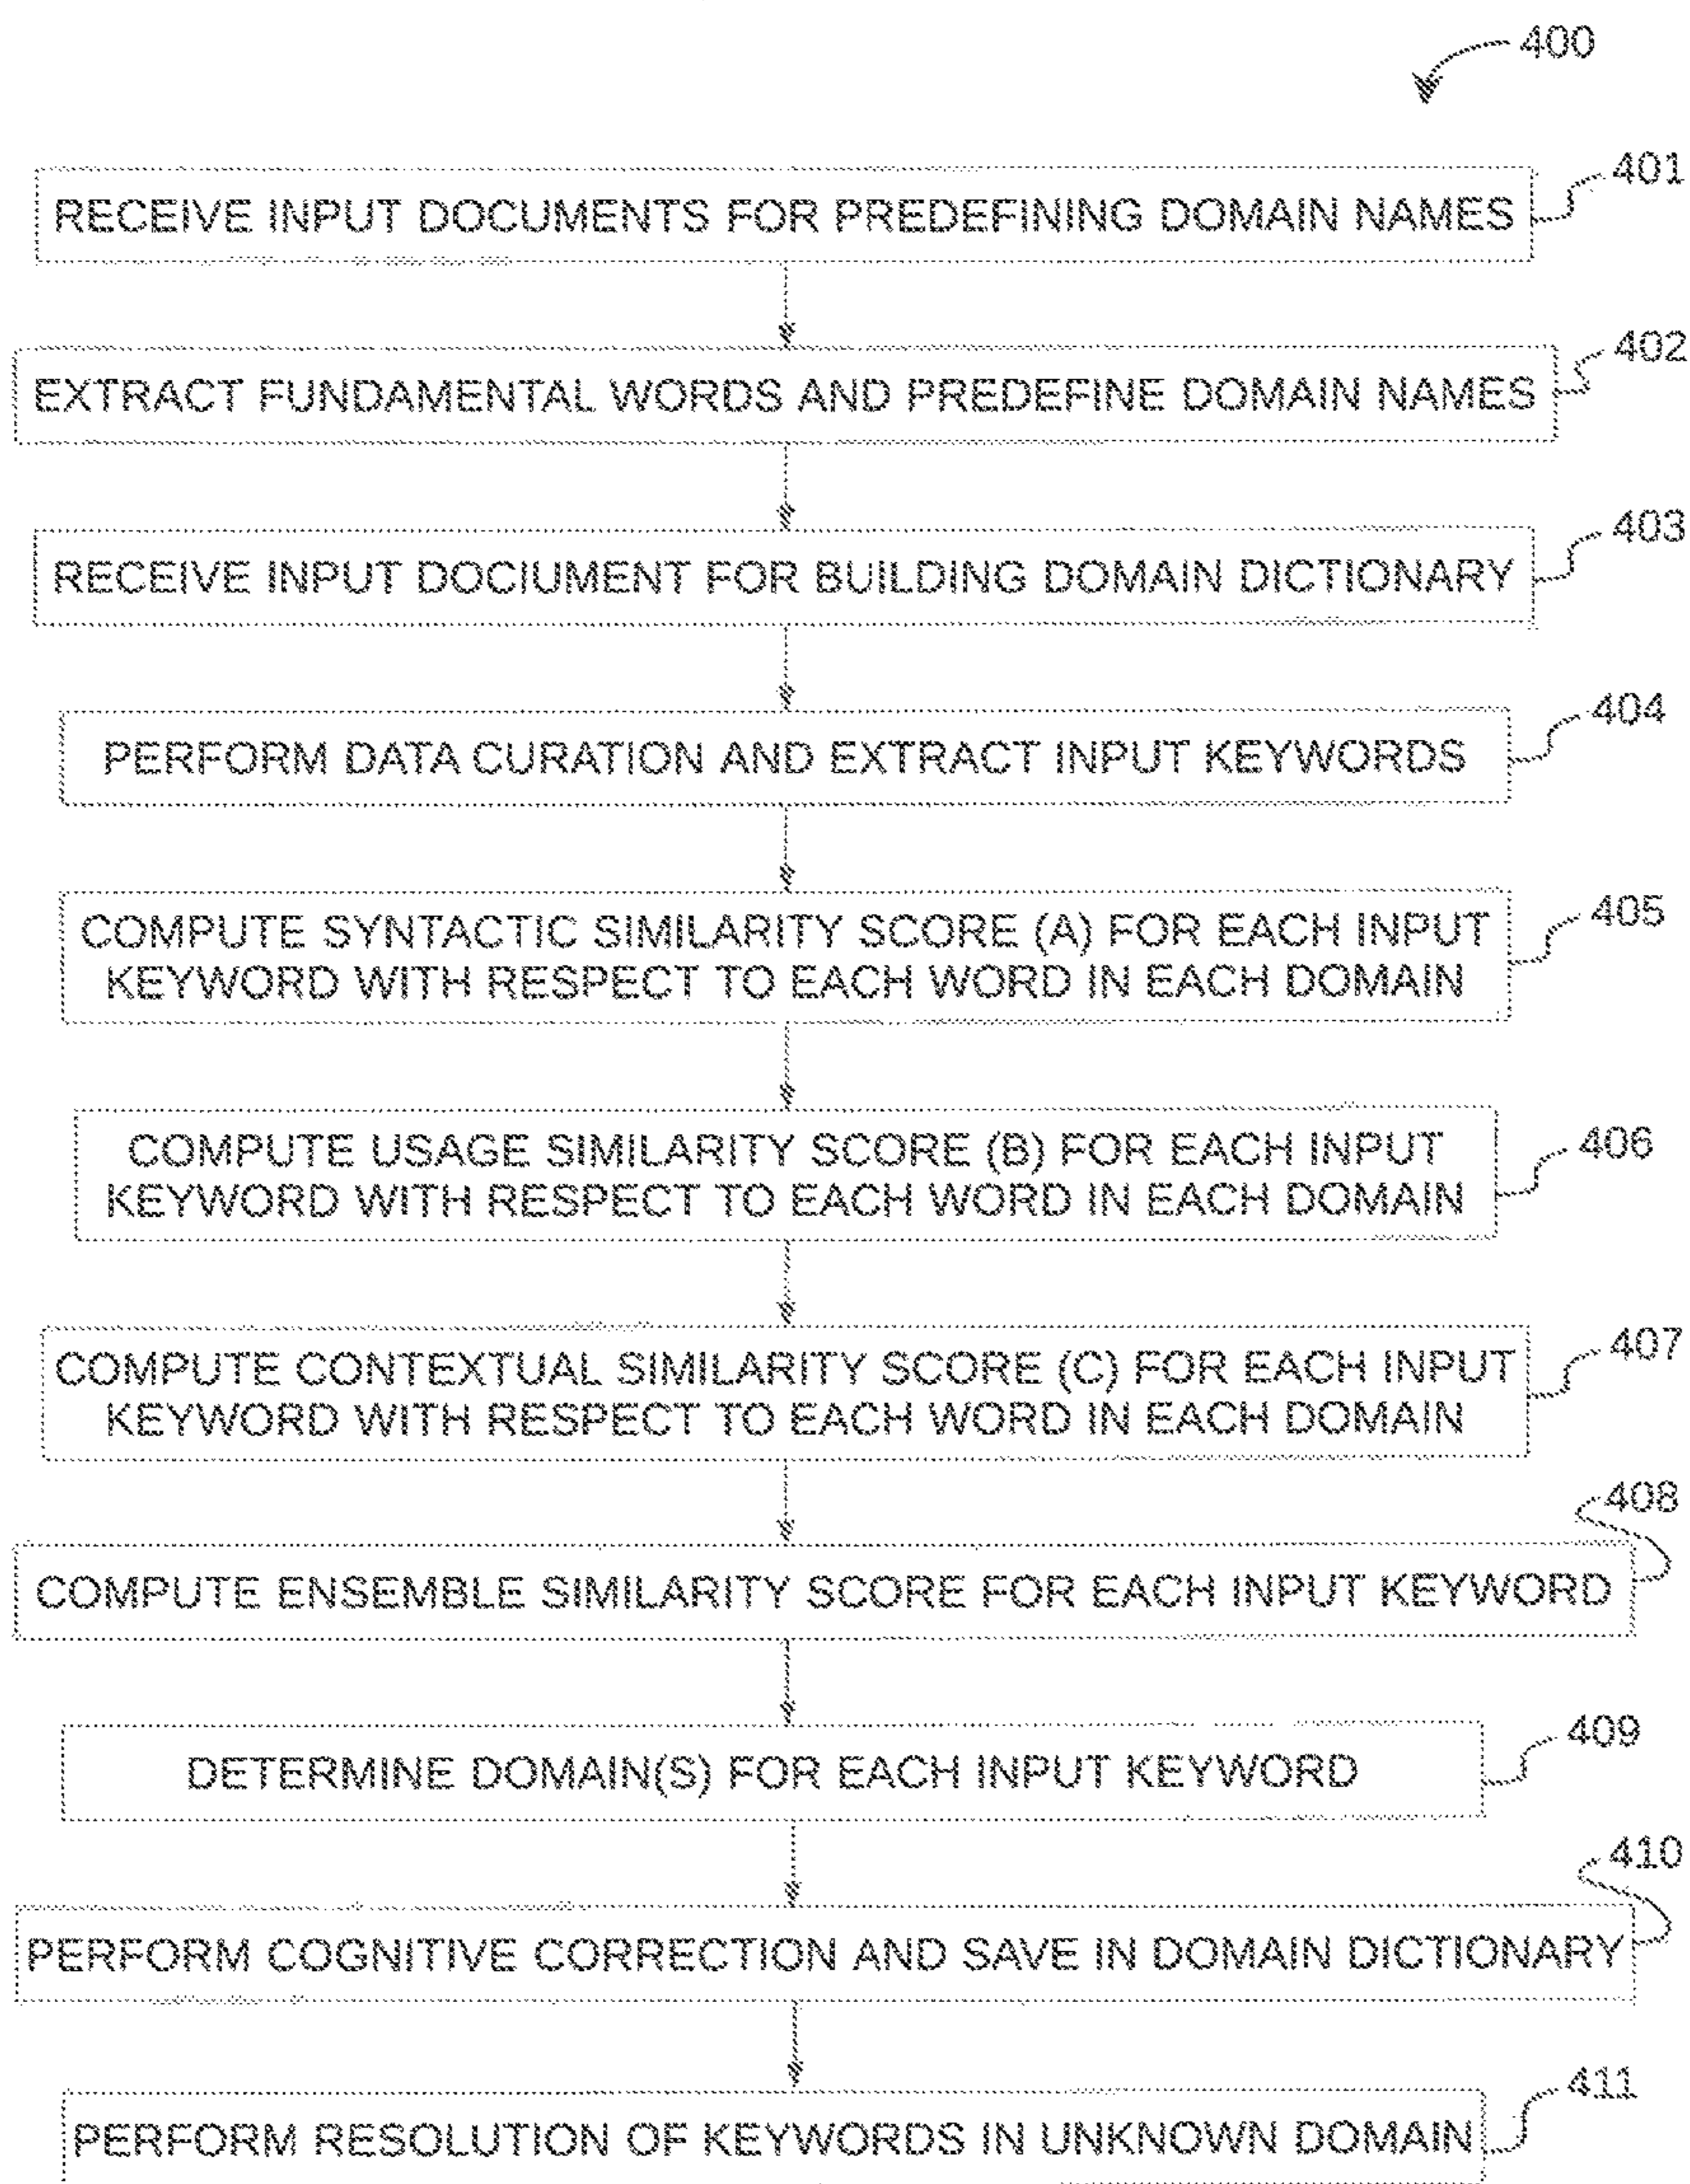 400
RECEIVE INPUT DOCUMENTS FOR PREDEFINING DOMAIN NAMES
401
EXTRACT FUNDAMENTAL WORDS AND PREDEFINE DOMAIN NAMES
402
RECEIVE INPUT DOCIUMENT FOR BUILDING DOMAIN DICTIONARY
403
PERFORM DATA CURATION AND EXTRACT INPUT KEYWORDS
404
COMPUTE SYNTACTIC SIMILARITY SCORE (A) FOR EACH INPUT
KEYWORD WITH RESPECT TO EACH WORD IN EACH DOMAIN
405
COMPUTE USAGE SIMILARITY SCORE (B) FOR EACH INPUT
KEYWORD WITH RESPECT TO EACH WORD IN EACH DOMAIN
406
COMPUTE CONTEXTUAL SIMILARITY SCORE (C) FOR EACH INPUT
KEYWORD WITH RESPECT TO EACH WORD IN EACH DOMAIN
407
COMPUTE ENSEMBLE SIMILARITY SCORE FOR EACH INPUT KEYWORD
408
DETERMINE DOMAIN(S) FOR EACH INPUT KEYWORD
409
PERFORM COGNITIVE CORRECTION AND SAVE IN DOMAIN DICTIONARY
410
PERFORM RESOLUTION OF KEYWORDS IN UNKNOWN DOMAIN
411